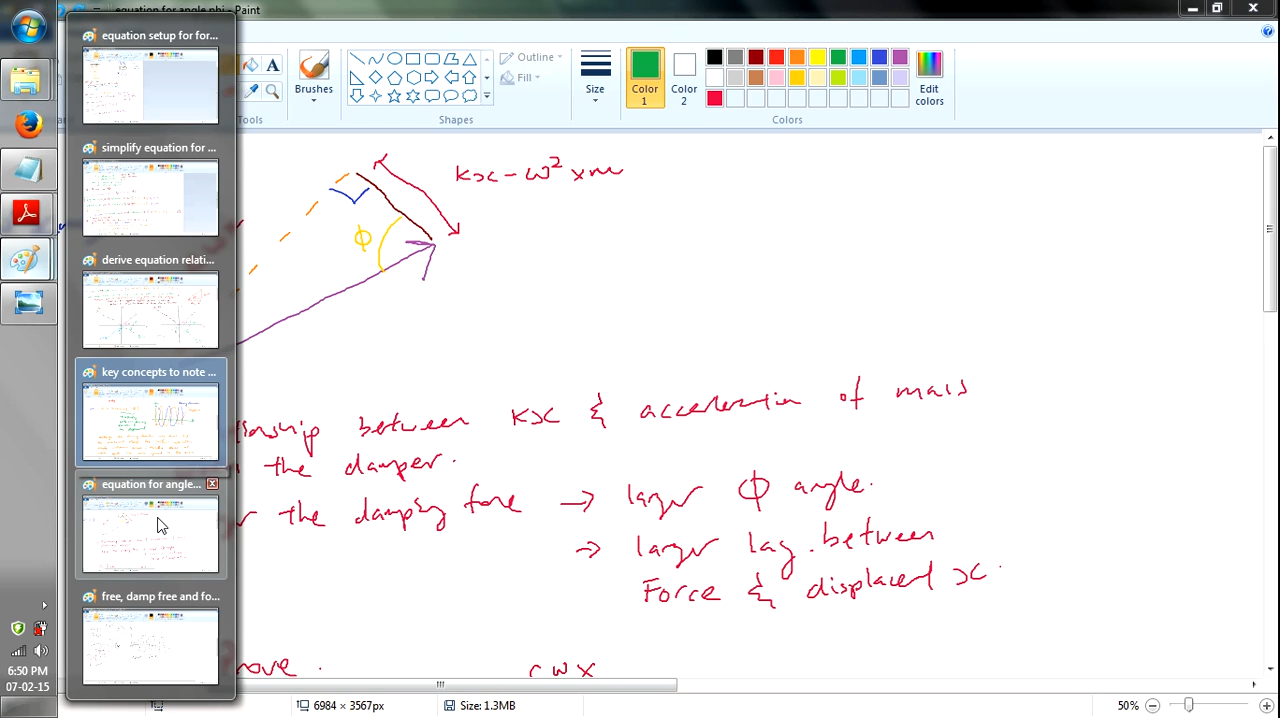 equation for angle phi - Paint
equation setup for for...
simplify equation for ...
derive equation relati...
key concepts to note ...
equation for angle...
free, damp free and fo...
Tools
Brushes
Shapes
Outline
Fill
Size
Color 1
Color 2
Edit colors
Colors
kx - ω² x m
ϕ
onship between kx & acceleration of mass
the damper.
r the damping force → larger ϕ angle.
→ larger lag. between
Force & displaced x.
ove.
c w x
6:50 PM
07-02-15
6984 × 3567px
Size: 1.3MB
50%